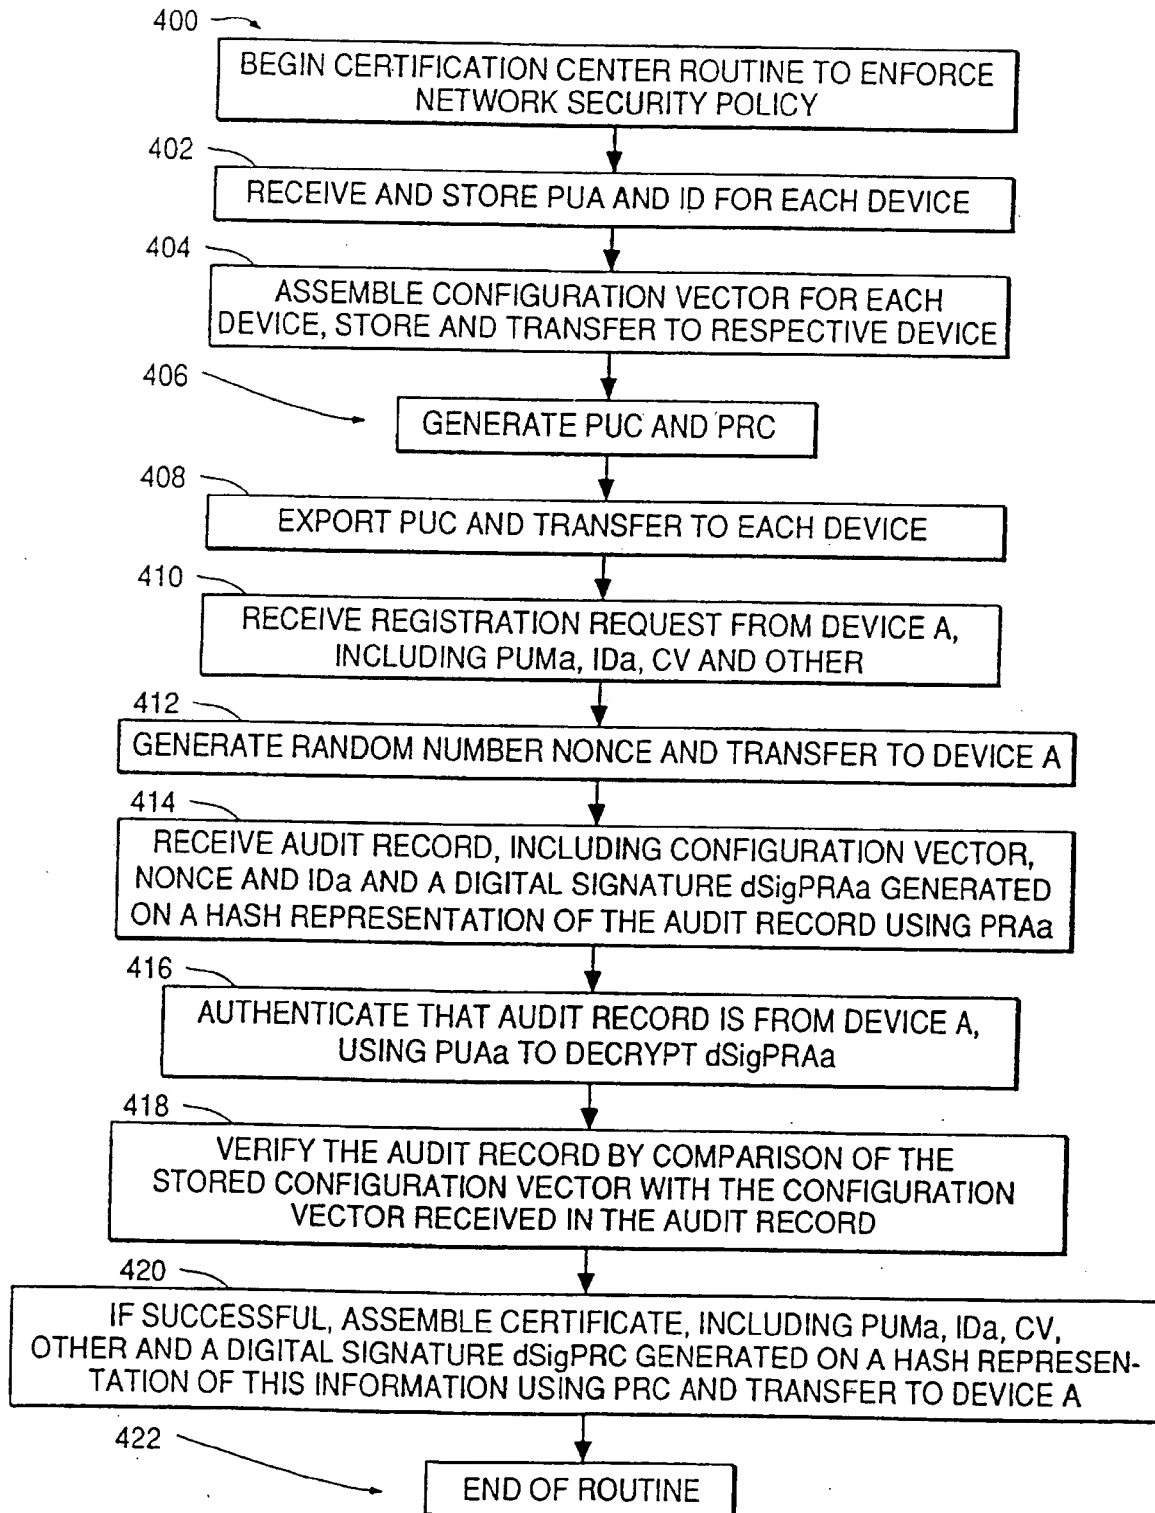 400
BEGIN CERTIFICATION CENTER ROUTINE TO ENFORCE
NETWORK SECURITY POLICY
402
RECEIVE AND STORE PUA AND ID FOR EACH DEVICE
404
ASSEMBLE CONFIGURATION VECTOR FOR EACH
DEVICE, STORE AND TRANSFER TO RESPECTIVE DEVICE
406
GENERATE PUC AND PRC
408
EXPORT PUC AND TRANSFER TO EACH DEVICE
410
RECEIVE REGISTRATION REQUEST FROM DEVICE A,
INCLUDING PUMa, IDa, CV AND OTHER
412
GENERATE RANDOM NUMBER NONCE AND TRANSFER TO DEVICE A
414
RECEIVE AUDIT RECORD, INCLUDING CONFIGURATION VECTOR,
NONCE AND IDa AND A DIGITAL SIGNATURE dSigPRAa GENERATED
ON A HASH REPRESENTATION OF THE AUDIT RECORD USING PRAa
416
AUTHENTICATE THAT AUDIT RECORD IS FROM DEVICE A,
USING PUAa TO DECRYPT dSigPRAa
418
VERIFY THE AUDIT RECORD BY COMPARISON OF THE
STORED CONFIGURATION VECTOR WITH THE CONFIGURATION
VECTOR RECEIVED IN THE AUDIT RECORD
420
IF SUCCESSFUL, ASSEMBLE CERTIFICATE, INCLUDING PUMa, IDa, CV,
OTHER AND A DIGITAL SIGNATURE dSigPRC GENERATED ON A HASH REPRESEN-
TATION OF THIS INFORMATION USING PRC AND TRANSFER TO DEVICE A
422
END OF ROUTINE